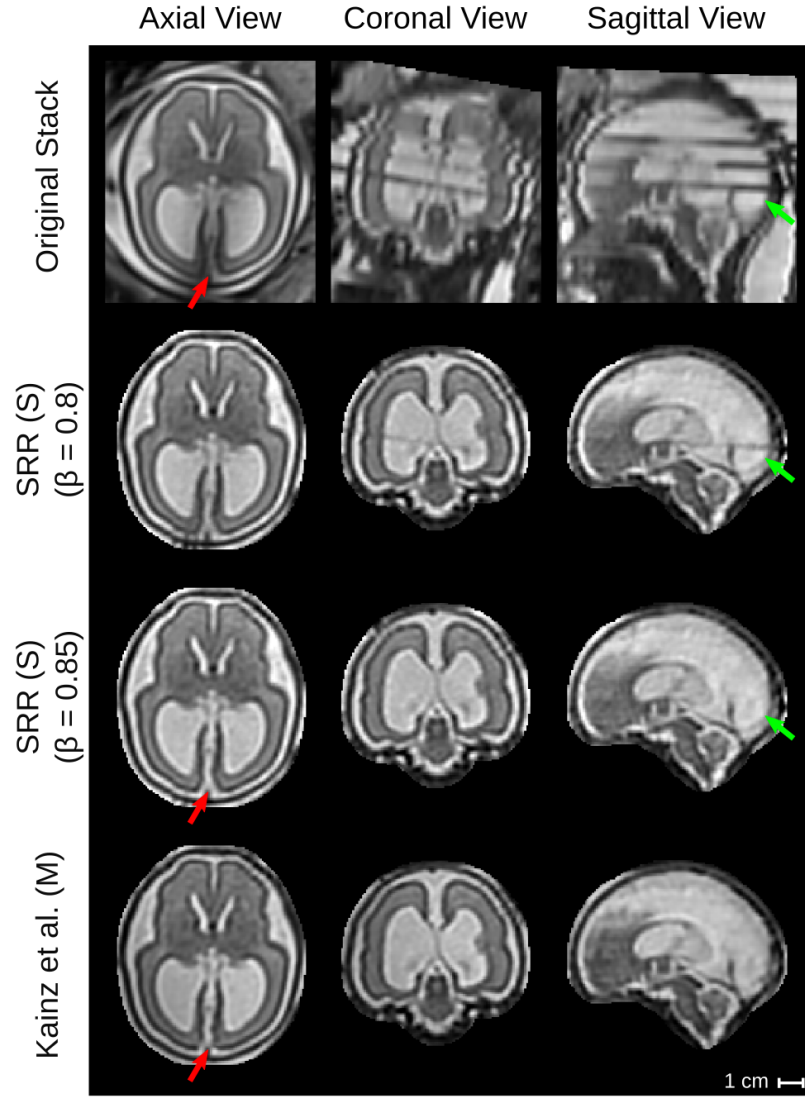 Axial View
Coronal View
Sagittal View
Original Stack
SRR (S)
(β = 0.8)
SRR (S)
(β = 0.85)
Kainz et al. (M)
1 cm